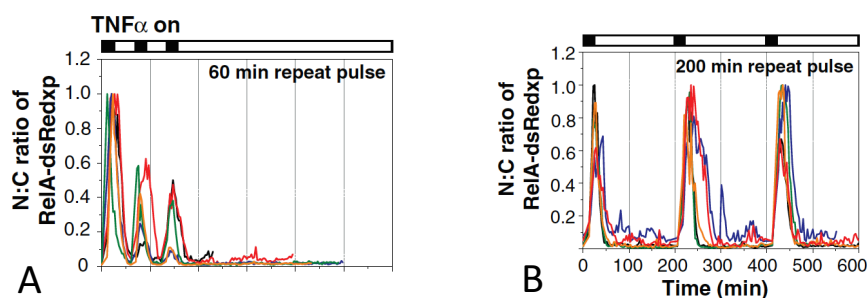 TNFα on
60 min repeat pulse
N:C ratio of
RelA-dsRedxp
1.2
1.0
0.8
0.6
0.4
0.2
0
A
200 min repeat pulse
N:C ratio of
RelA-dsRedxp
1.2
1.0
0.8
0.6
0.4
0.2
0 100 200 300 400 500 600
Time (min)
B